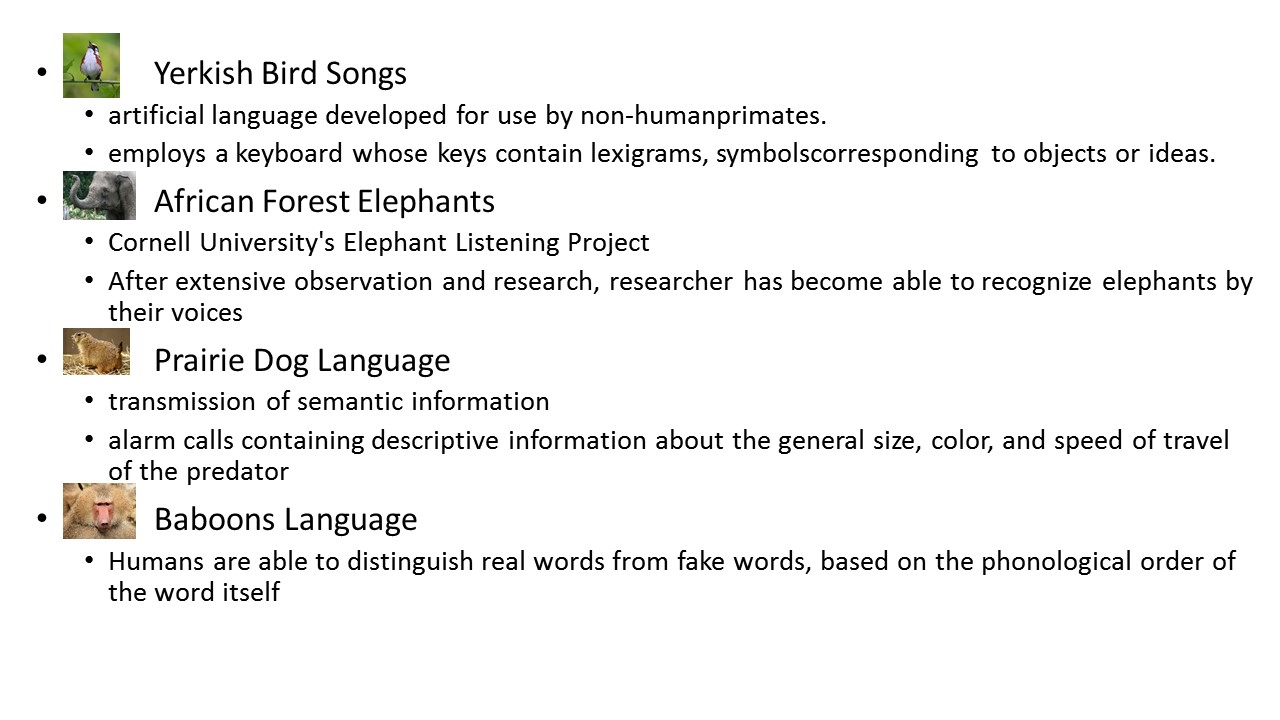 • Yerkish Bird Songs
• artificial language developed for use by non-humanprimates.
• employs a keyboard whose keys contain lexigrams, symbolscorresponding to objects or ideas.
• African Forest Elephants
• Cornell University's Elephant Listening Project
• After extensive observation and research, researcher has become able to recognize elephants by
their voices
• Prairie Dog Language
• transmission of semantic information
• alarm calls containing descriptive information about the general size, color, and speed of travel
of the predator
• Baboons Language
• Humans are able to distinguish real words from fake words, based on the phonological order of
the word itself